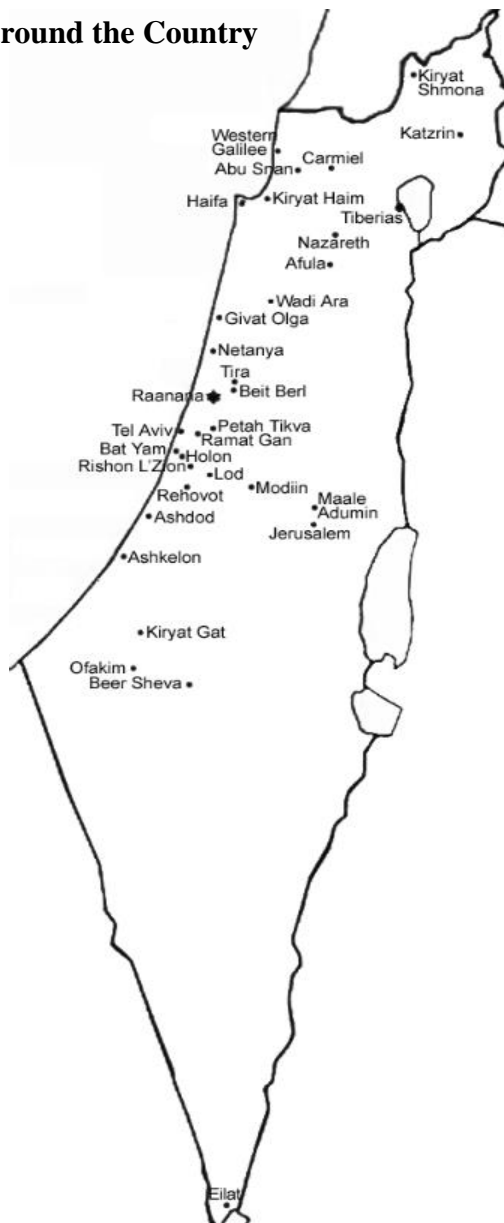 round the Country
Kiryat
Shmona
Western
Galilee
Katzrin
Abu Snan
Carmiel
Haifa
Kiryat Haim
Tiberias
Nazareth
Afula
Wadi Ara
Givat Olga
Netanya
Tira
Beit Berl
Raanana
Tel Aviv
Petah Tikva
Ramat Gan
Bat Yam
Holon
Rishon L'Zion
Lod
Rehovot
Modiin
Maale
Adumin
Ashdod
Jerusalem
Ashkelon
Kiryat Gat
Ofakim
Beer Sheva
Eilat